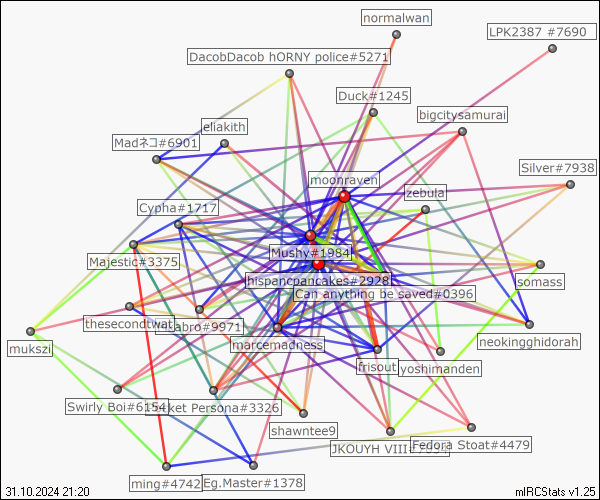 normalwan
LPK2387 #7690
DacobDacob hORNY police#5271
Duck#1245
bigcitysamurai
eliakith
Madネコ#6901
Silver#7938
moonraven
zebula
Cypha#1717
Mushy#1984
Majestic#3375
hispancpancakes#2928
somass
Can anything be saved#0396
thesecondtwat
abro#9971
marcemadness
neokingghidorah
mukszi
frisout
yoshimanden
Swirly Boi#6154
ket Persona#3326
shawntee9
JKOUYH VIII#
Fedora Stoat#4479
ming#4742
Eg.Master#1378
31.10.2024 21:20
mIRCStats v1.25